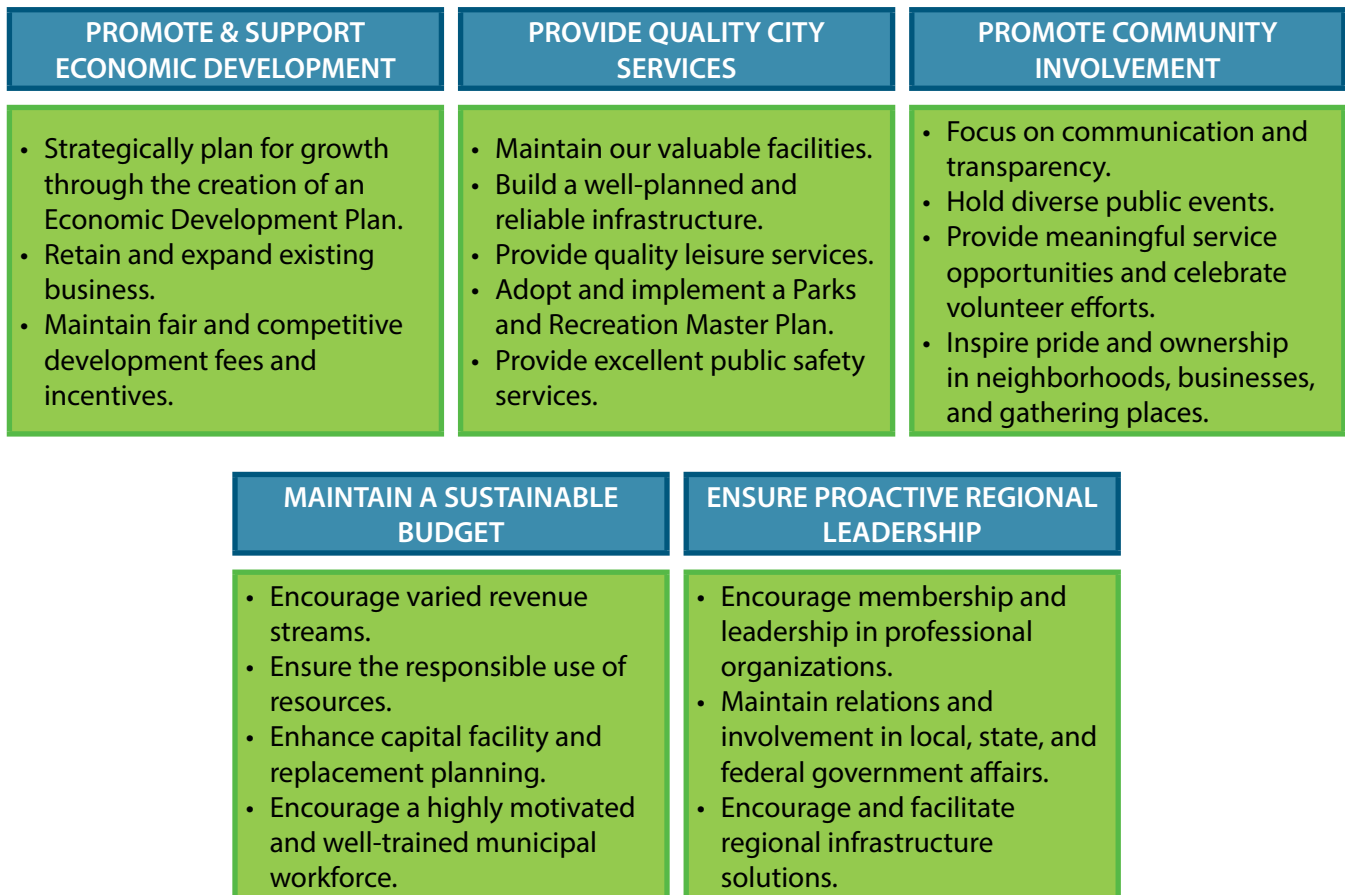 PROMOTE & SUPPORT
ECONOMIC DEVELOPMENT
• Strategically plan for growth
through the creation of an
Economic Development Plan.
• Retain and expand existing
business.
• Maintain fair and competitive
development fees and
incentives.
PROVIDE QUALITY CITY
SERVICES
• Maintain our valuable facilities.
• Build a well-planned and
reliable infrastructure.
• Provide quality leisure services.
• Adopt and implement a Parks
and Recreation Master Plan.
• Provide excellent public safety
services.
PROMOTE COMMUNITY
INVOLVEMENT
• Focus on communication and
transparency.
• Hold diverse public events.
• Provide meaningful service
opportunities and celebrate
volunteer efforts.
• Inspire pride and ownership
in neighborhoods, businesses,
and gathering places.
MAINTAIN A SUSTAINABLE
BUDGET
• Encourage varied revenue
streams.
• Ensure the responsible use of
resources.
• Enhance capital facility and
replacement planning.
• Encourage a highly motivated
and well-trained municipal
workforce.
ENSURE PROACTIVE REGIONAL
LEADERSHIP
• Encourage membership and
leadership in professional
organizations.
• Maintain relations and
involvement in local, state, and
federal government affairs.
• Encourage and facilitate
regional infrastructure
solutions.